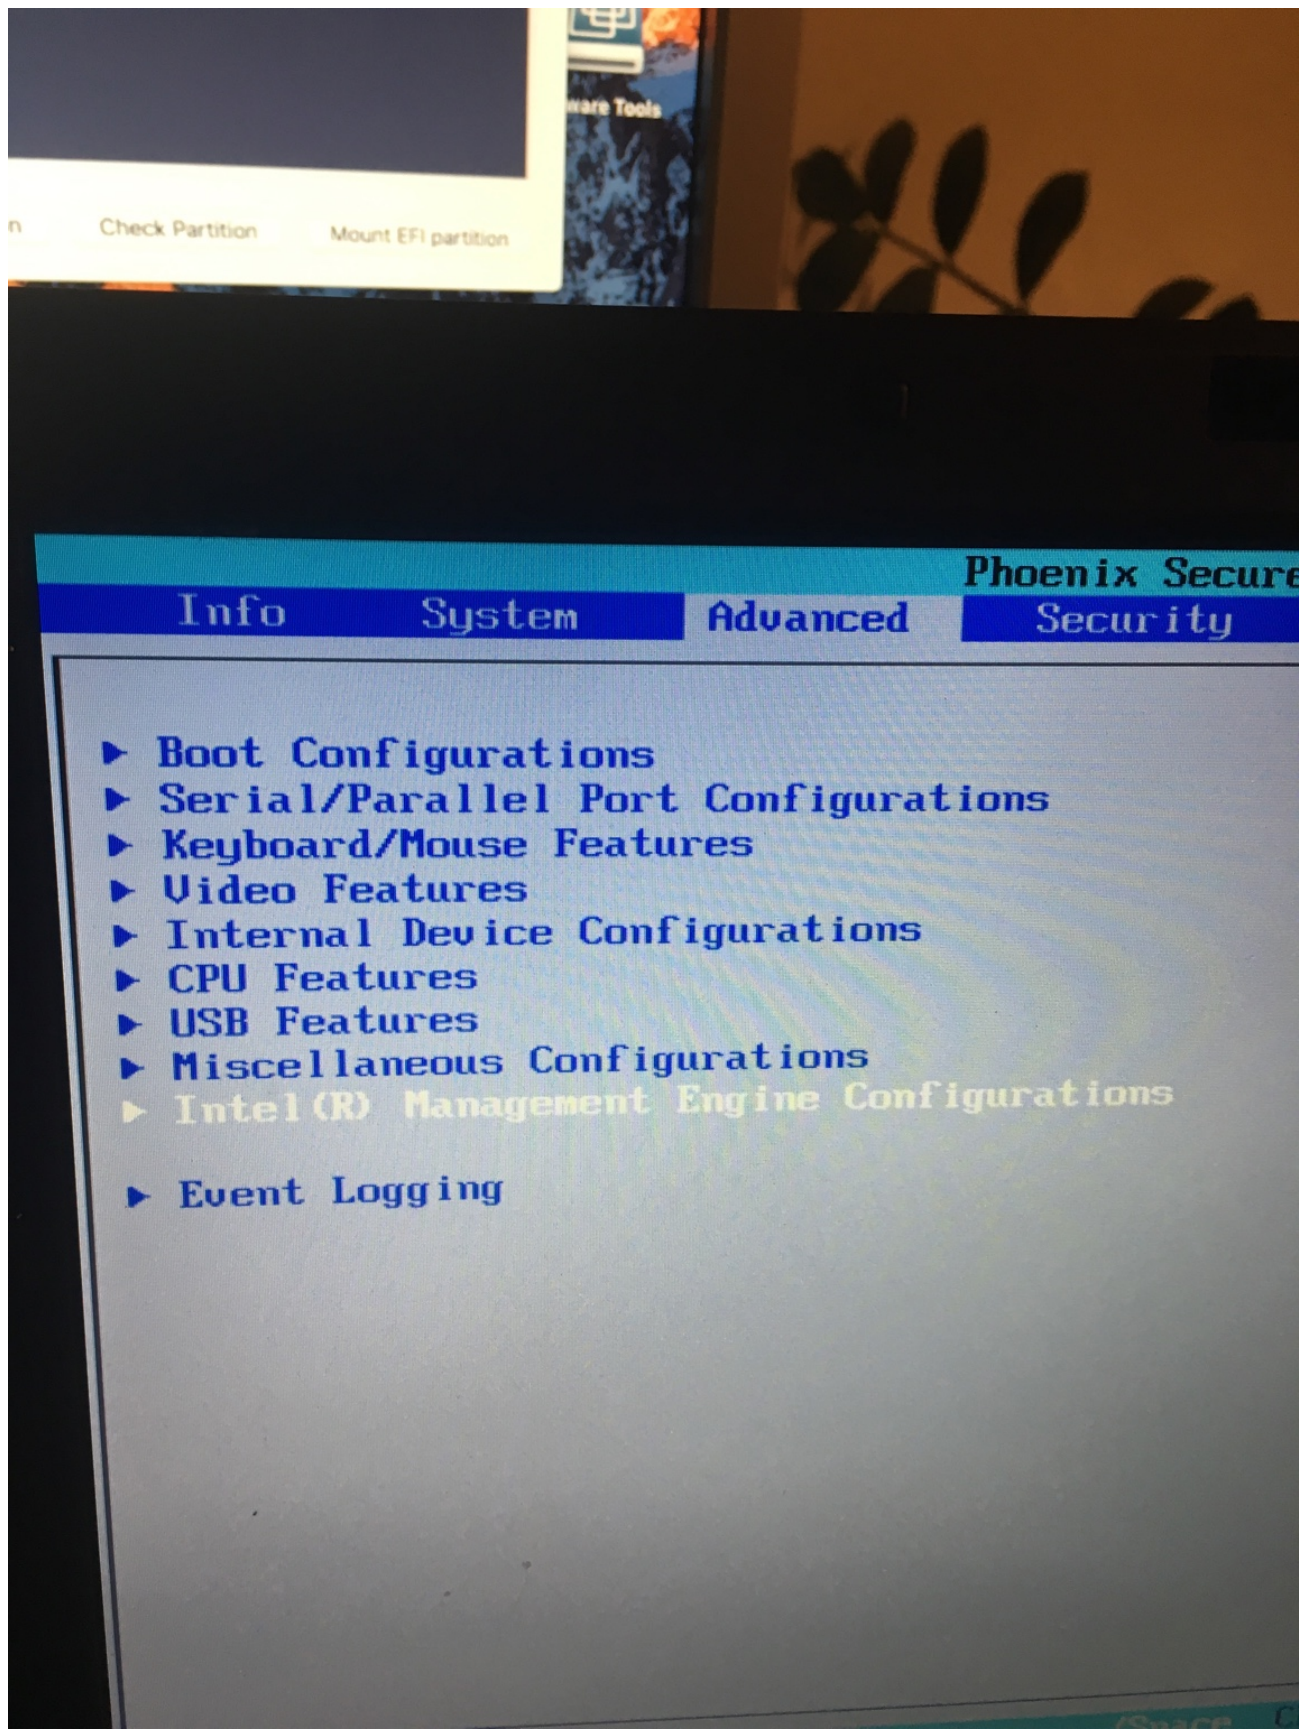 ware Tools
n Check Partition Mount EFI partition
Phoenix Secure
Info System Advanced Security
Boot Configurations
Serial/Parallel Port Configurations
Keyboard/Mouse Features
Video Features
Internal Device Configurations
CPU Features
USB Features
Miscellaneous Configurations
Intel(R) Management Engine Configurations
Event Logging
/Space C